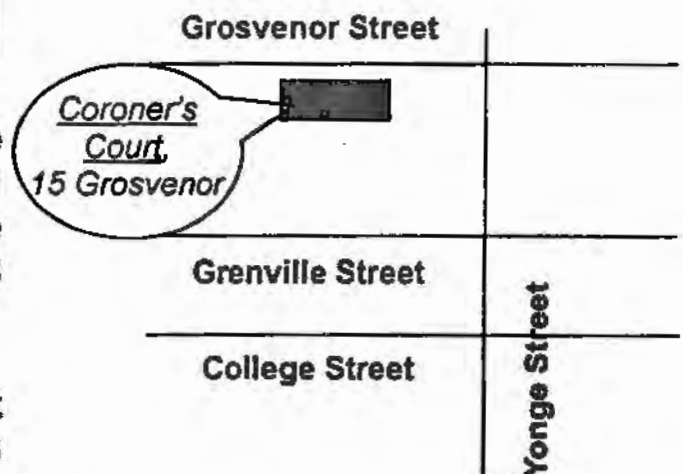 Grosvenor Street
Coroner's
Court,
15 Grosvenor
Grenville Street
College Street
Yonge Street